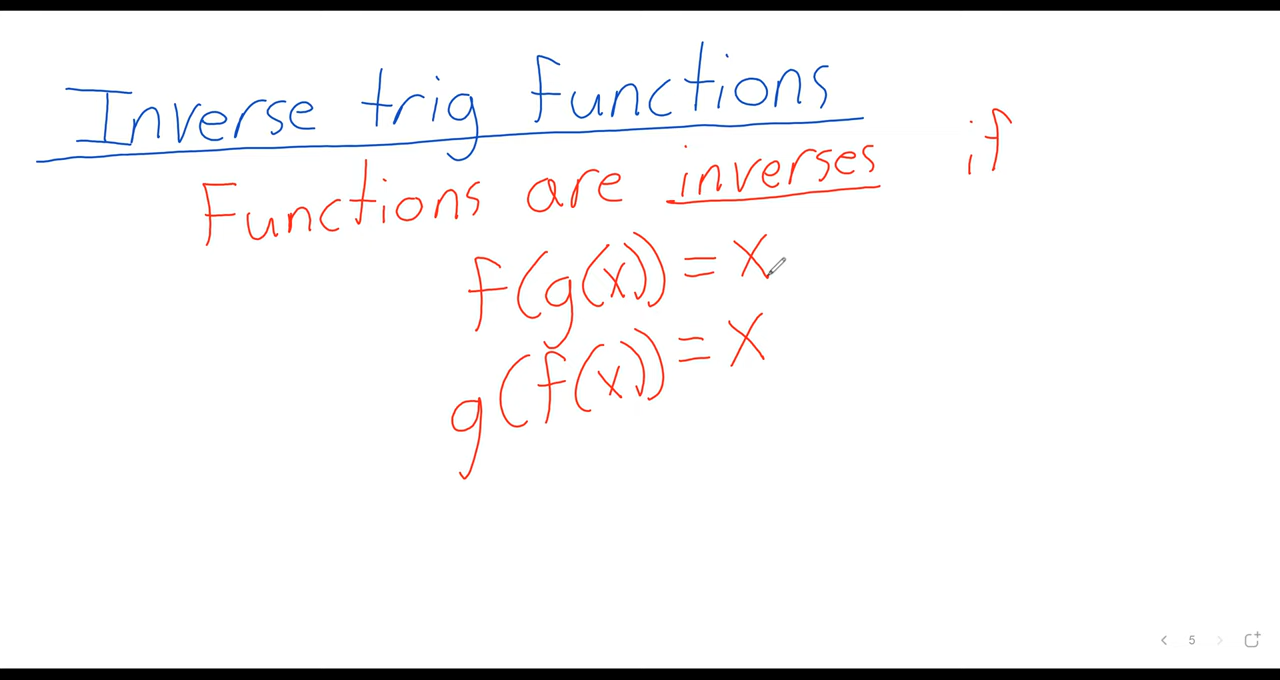 Inverse trig functions
Functions are inverses if
f(g(x)) = x
g(f(x)) = x
5